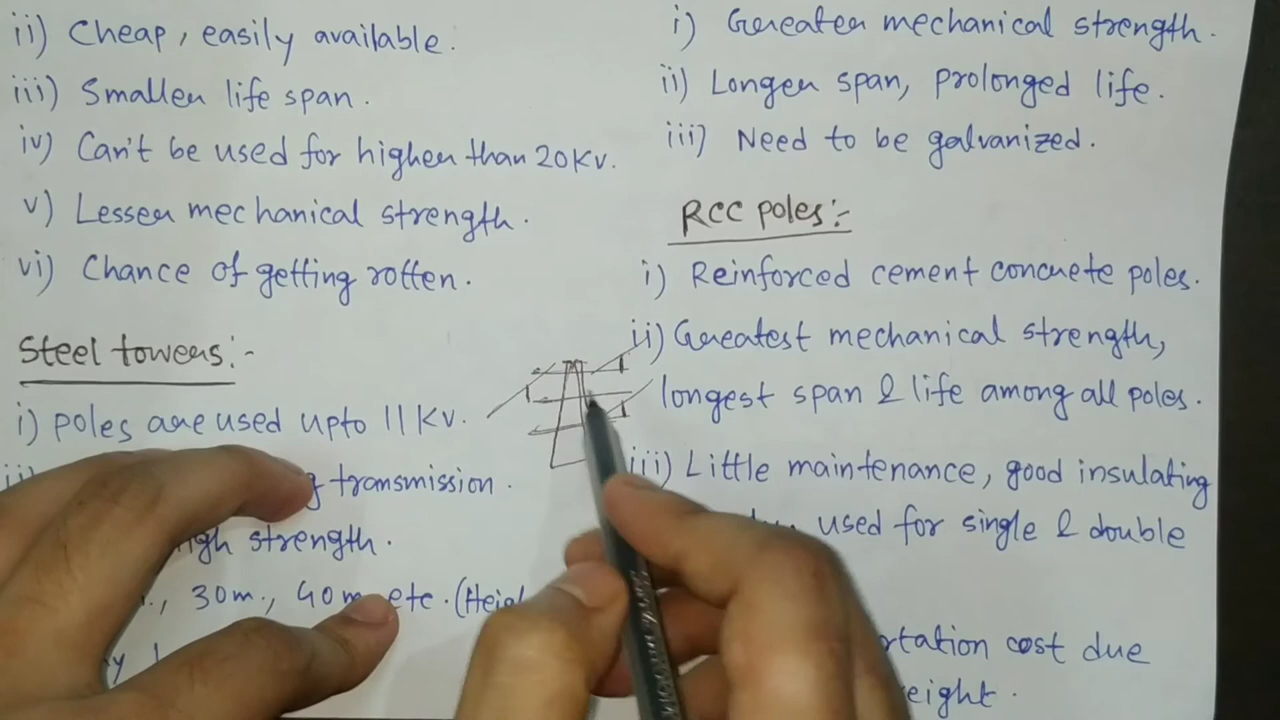 ii) Cheap, easily available.
iii) Smaller life span.
iv) Can't be used for higher than 20KV.
v) Lesser mechanical strength.
vi) Chance of getting rotten.
Steel towers:-
i) poles are used upto 11KV.
transmission.
strength.
30m., 40m etc. (Heig
i) Greater mechanical strength.
ii) Longer span, prolonged life.
iii) Need to be galvanized.
RCC poles:-
i) Reinforced cement concrete poles.
ii) Greatest mechanical strength,
longest span & life among all poles.
iii) Little maintenance, good insulating
used for single & double
rtation cost due
eight.